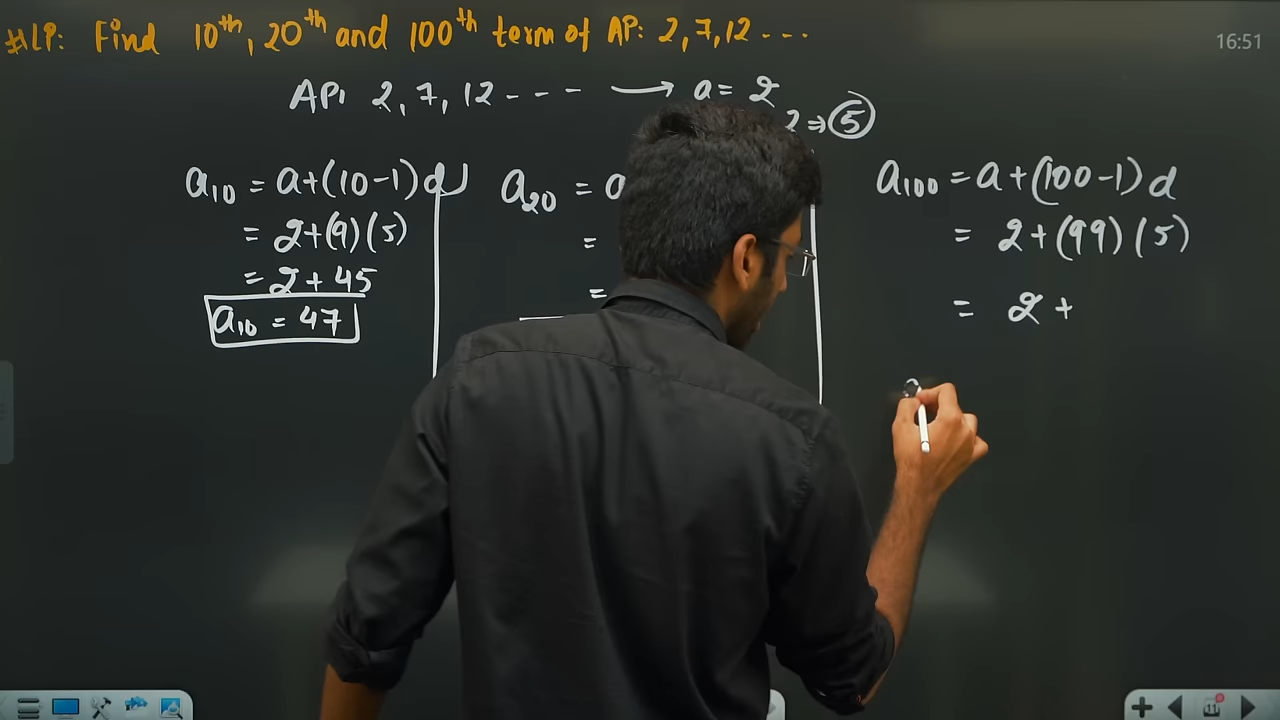 #LP: Find 10th, 20th and 100th term of AP: 2, 7, 12 ...
16:51
AP: 2, 7, 12 - - - → a = 2
2 ⇒ 5
a10 = a+(10-1)d
= 2+(9)(5)
= 2+45
a10 = 47
a20 = a
=
=
a100 = a+(100-1)d
= 2+(99)(5)
= 2+
11